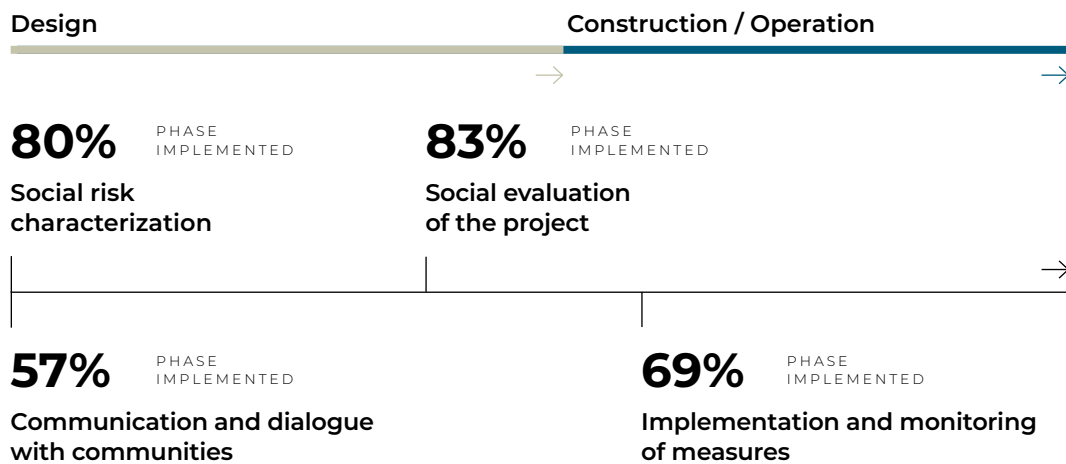 Design
Construction / Operation
80%
PHASE
IMPLEMENTED
Social risk
characterization
83%
PHASE
IMPLEMENTED
Social evaluation
of the project
57%
PHASE
IMPLEMENTED
Communication and dialogue
with communities
69%
PHASE
IMPLEMENTED
Implementation and monitoring
of measures